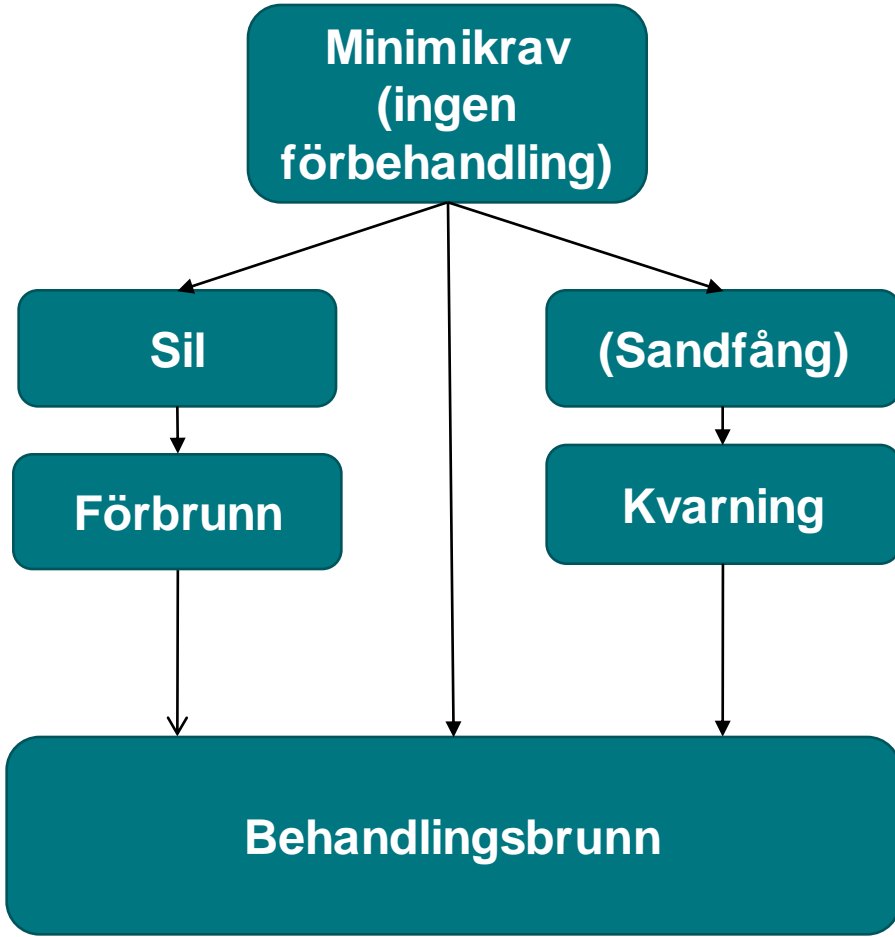 Minimikrav
(ingen
förbehandling)
Sil
(Sandfång)
Förbrunn
Kvarning
Behandlingsbrunn